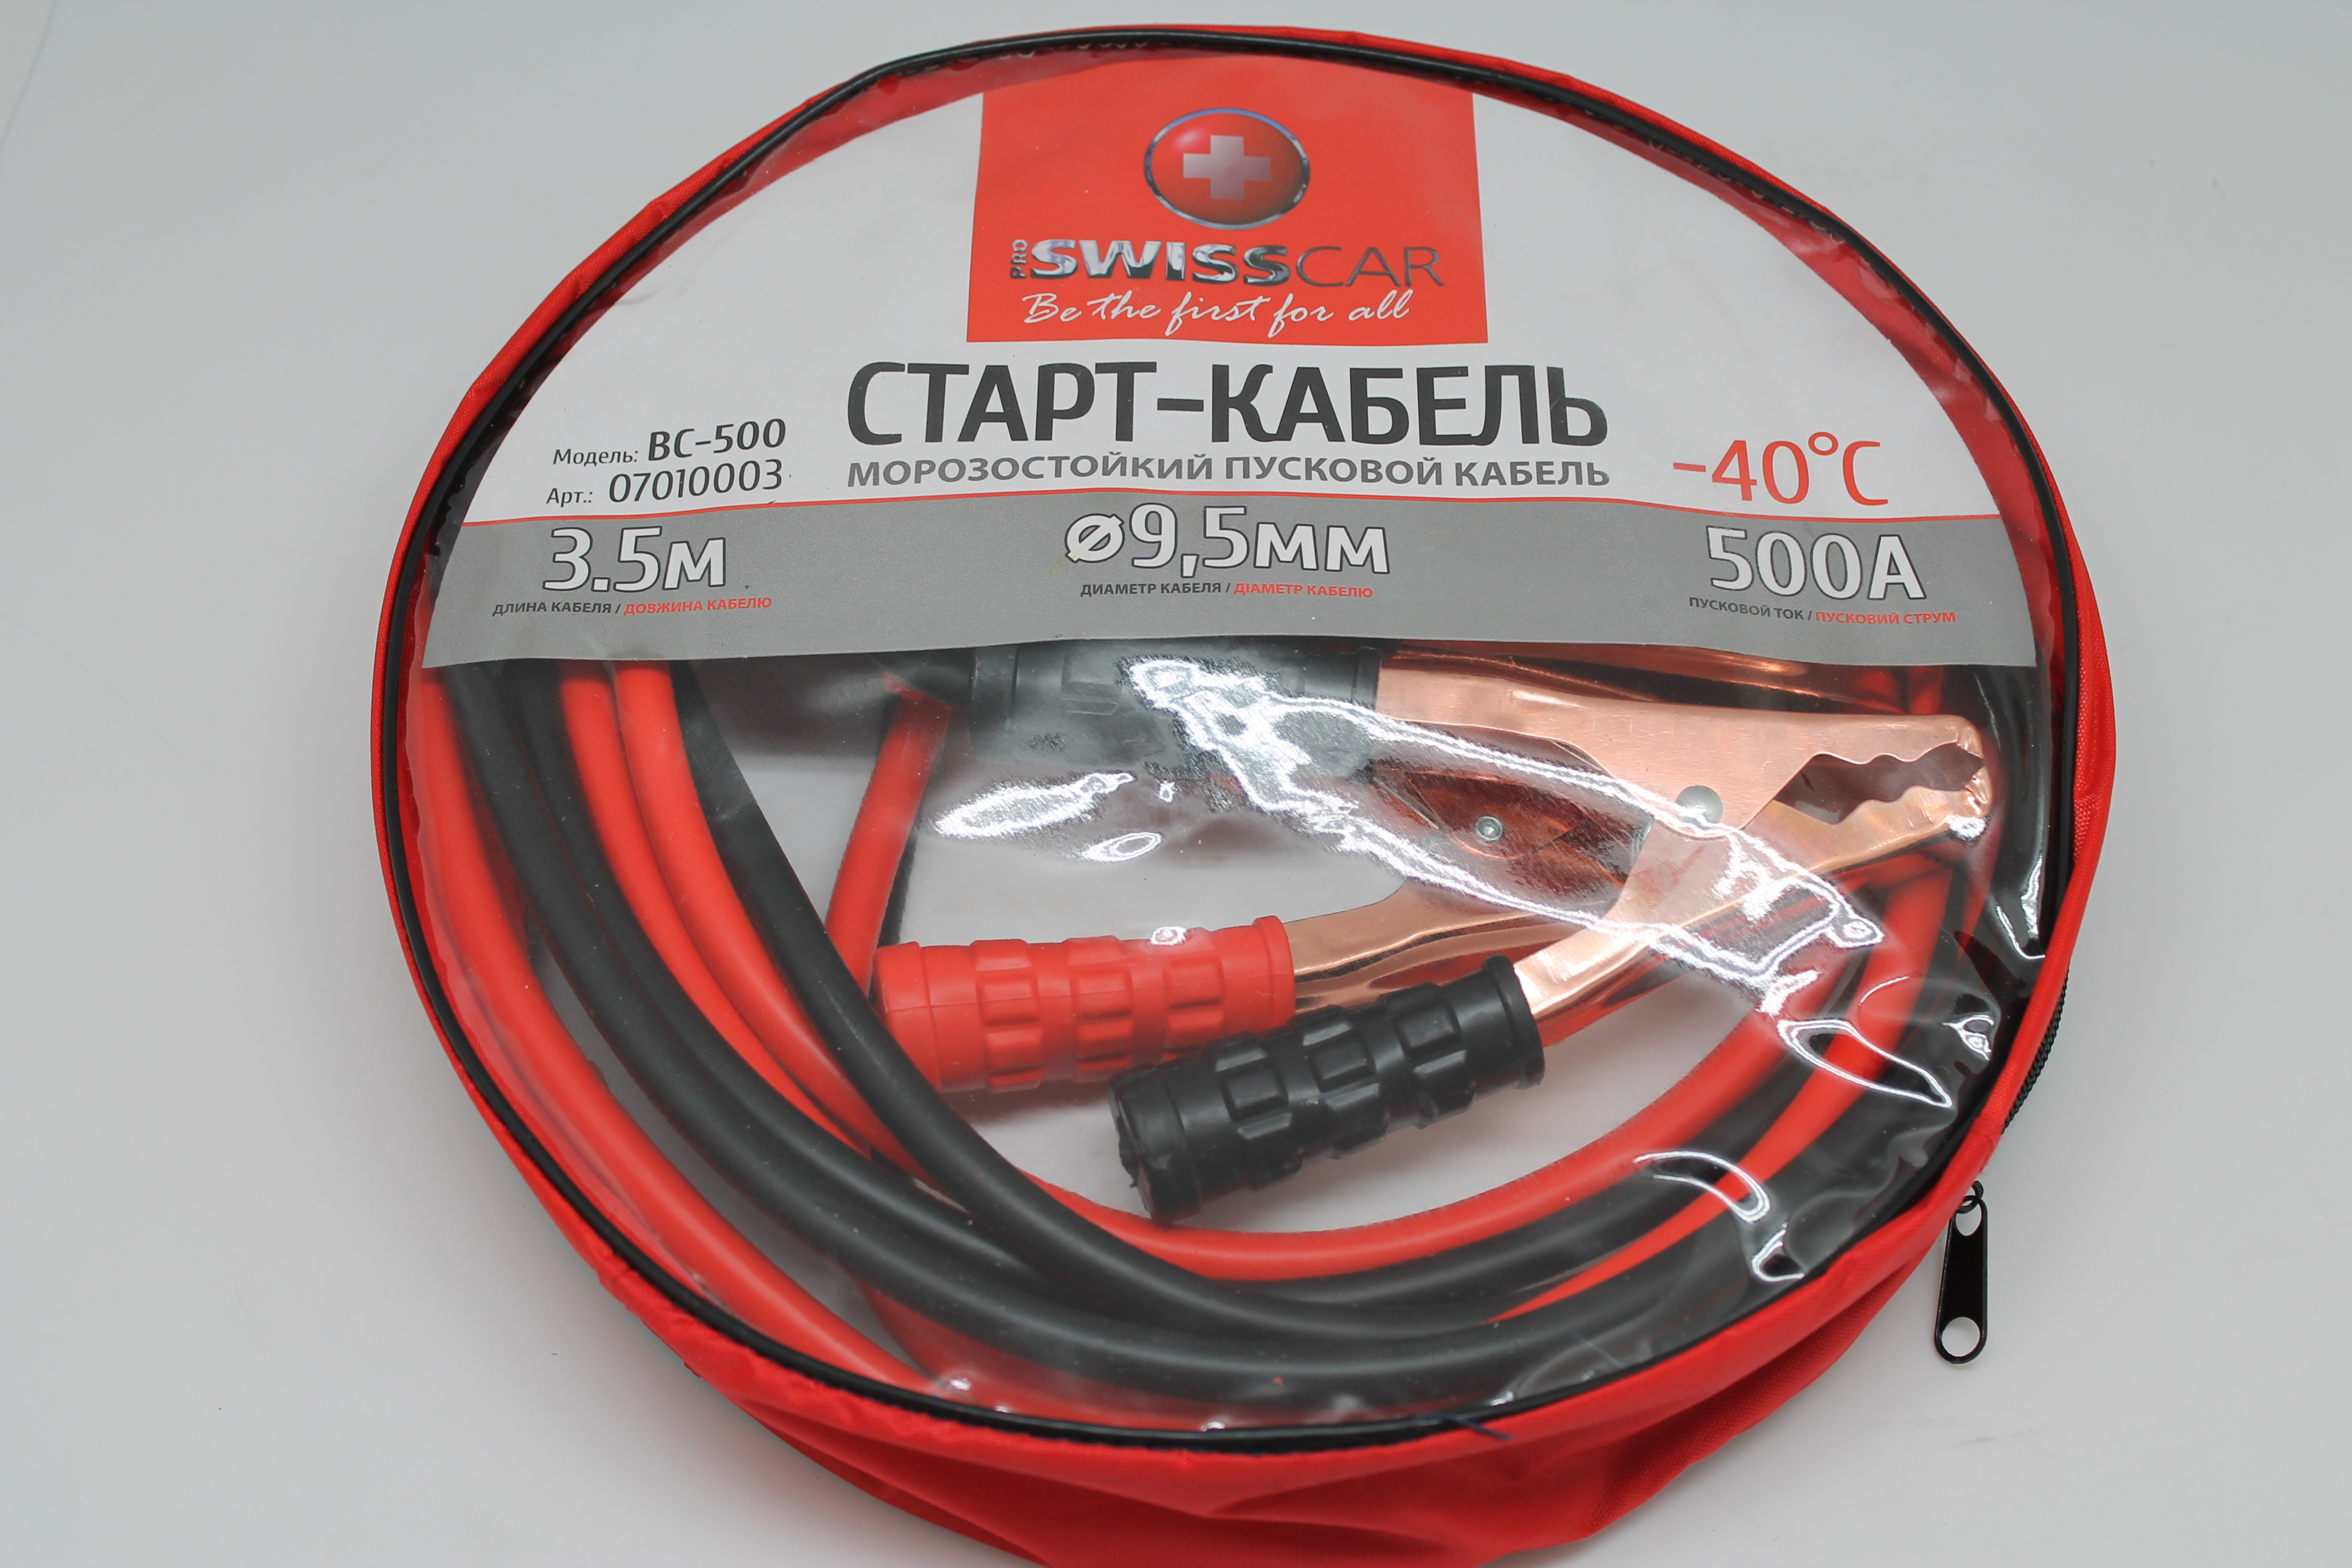 PRO SWISSCAR
Be the first for all
СТАРТ-КАБЕЛЬ
МОРОЗОСТОЙКИЙ ПУСКОВОЙ КАБЕЛЬ
Модель: BC-500
Арт.: 07010003
-40°C
3.5м
ДЛИНА КАБЕЛЯ / ДОВЖИНА КАБЕЛЮ
ø9,5мм
ДИАМЕТР КАБЕЛЯ / ДІАМЕТР КАБЕЛЮ
500А
ПУСКОВОЙ ТОК / ПУСКОВИЙ СТРУМ